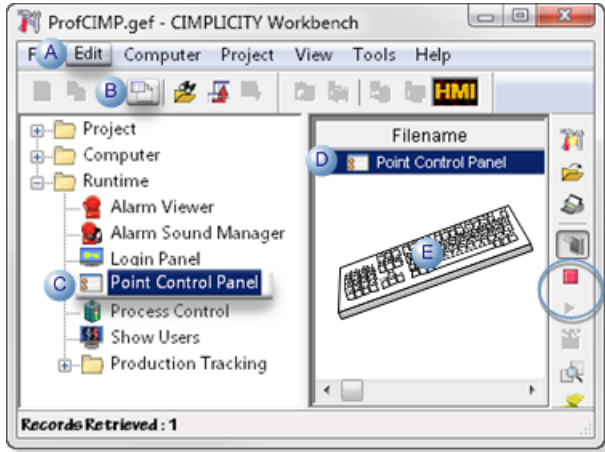 ProfCIMP.gef - CIMPLICITY Workbench
F A Edit Computer Project View Tools Help
B HMI
Project
Computer
Runtime
Alarm Viewer
Alarm Sound Manager
Login Panel
C Point Control Panel
Process Control
Show Users
Production Tracking
Filename
D Point Control Panel
E
Records Retrieved : 1